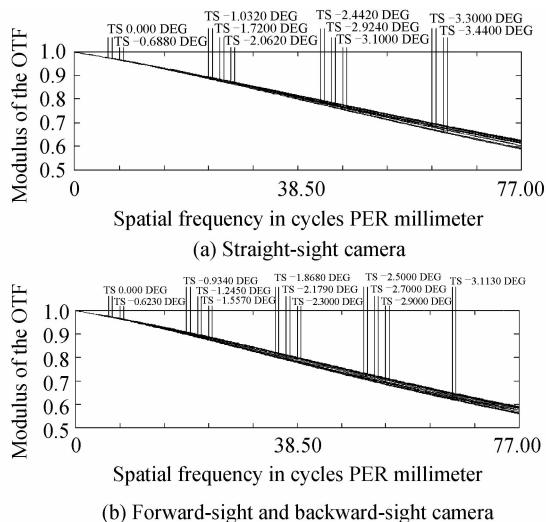 TS -1.0320 DEG
TS -2.4420 DEG
TS -3.3000 DEG
TS 0.000 DEG
TS -1.7200 DEG
TS -2.9240 DEG
TS -3.4400 DEG
TS -0.6880 DEG
TS -2.0620 DEG
TS -3.1000 DEG
Modulus of the OTF
1.0
0.9
0.8
0.7
0.6
0.5
0
38.50
77.00
Spatial frequency in cycles PER millimeter
(a) Straight-sight camera
TS -1.8680 DEG
TS -2.5000 DEG
TS -3.1130 DEG
TS -0.9340 DEG
TS 0.000 DEG
TS -1.2450 DEG
TS -2.1790 DEG
TS -2.7000 DEG
TS -0.6230 DEG
TS -1.5570 DEG
TS -2.3000 DEG
TS -2.9000 DEG
Modulus of the OTF
1.0
0.9
0.8
0.7
0.6
0.5
0
38.50
77.00
Spatial frequency in cycles PER millimeter
(b) Forward-sight and backward-sight camera